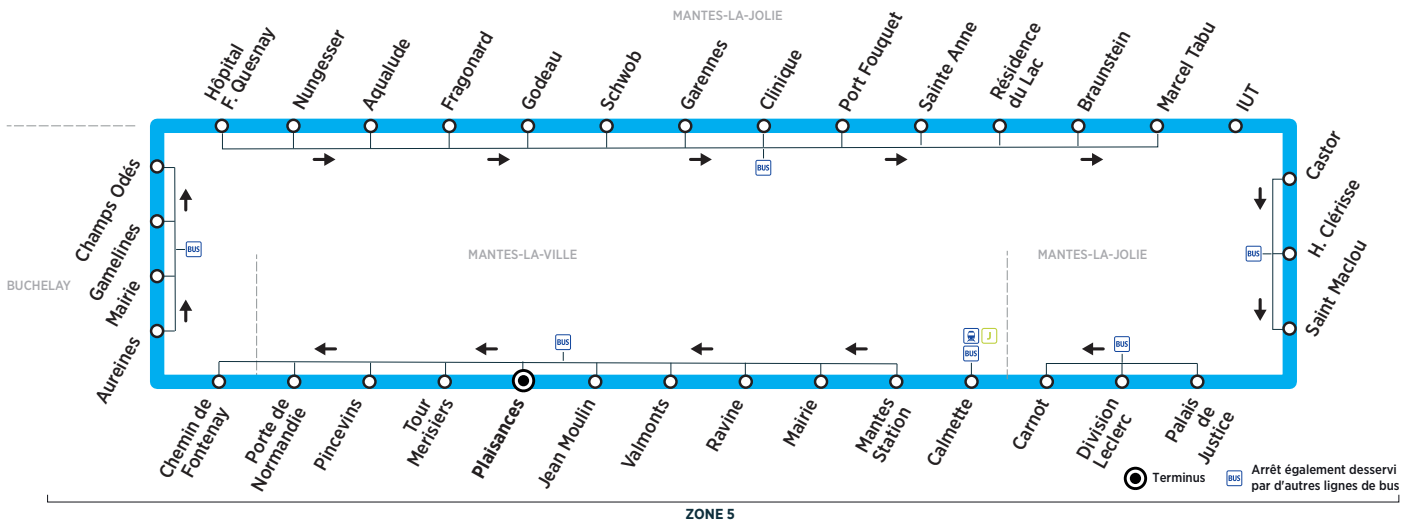 MANTES-LA-JOLIE
Hôpital
F. Quesnay
Nungesser
Aqualude
Fragonard
Godeau
Schwob
Garennes
Clinique
Port Fouquet
Sainte Anne
Résidence
du Lac
Braunstein
Marcel Tabu
IUT
BUS
Castor
H. Clérisse
Saint Maclou
BUS
Champs Odés
Gamelines
Mairie
Aureines
BUS
BUCHELAY
MANTES-LA-VILLE
MANTES-LA-JOLIE
BUS
J
BUS
BUS
Chemin de
Fontenay
Porte de
Normandie
Pincevins
Tour
Merisiers
Plaisances
Jean Moulin
Valmonts
Ravine
Mairie
Mantes
Station
Calmette
Carnot
Division
Leclerc
Palais
de
Justice
Terminus
BUS
Arrêt également desservi
par d'autres lignes de bus
ZONE 5